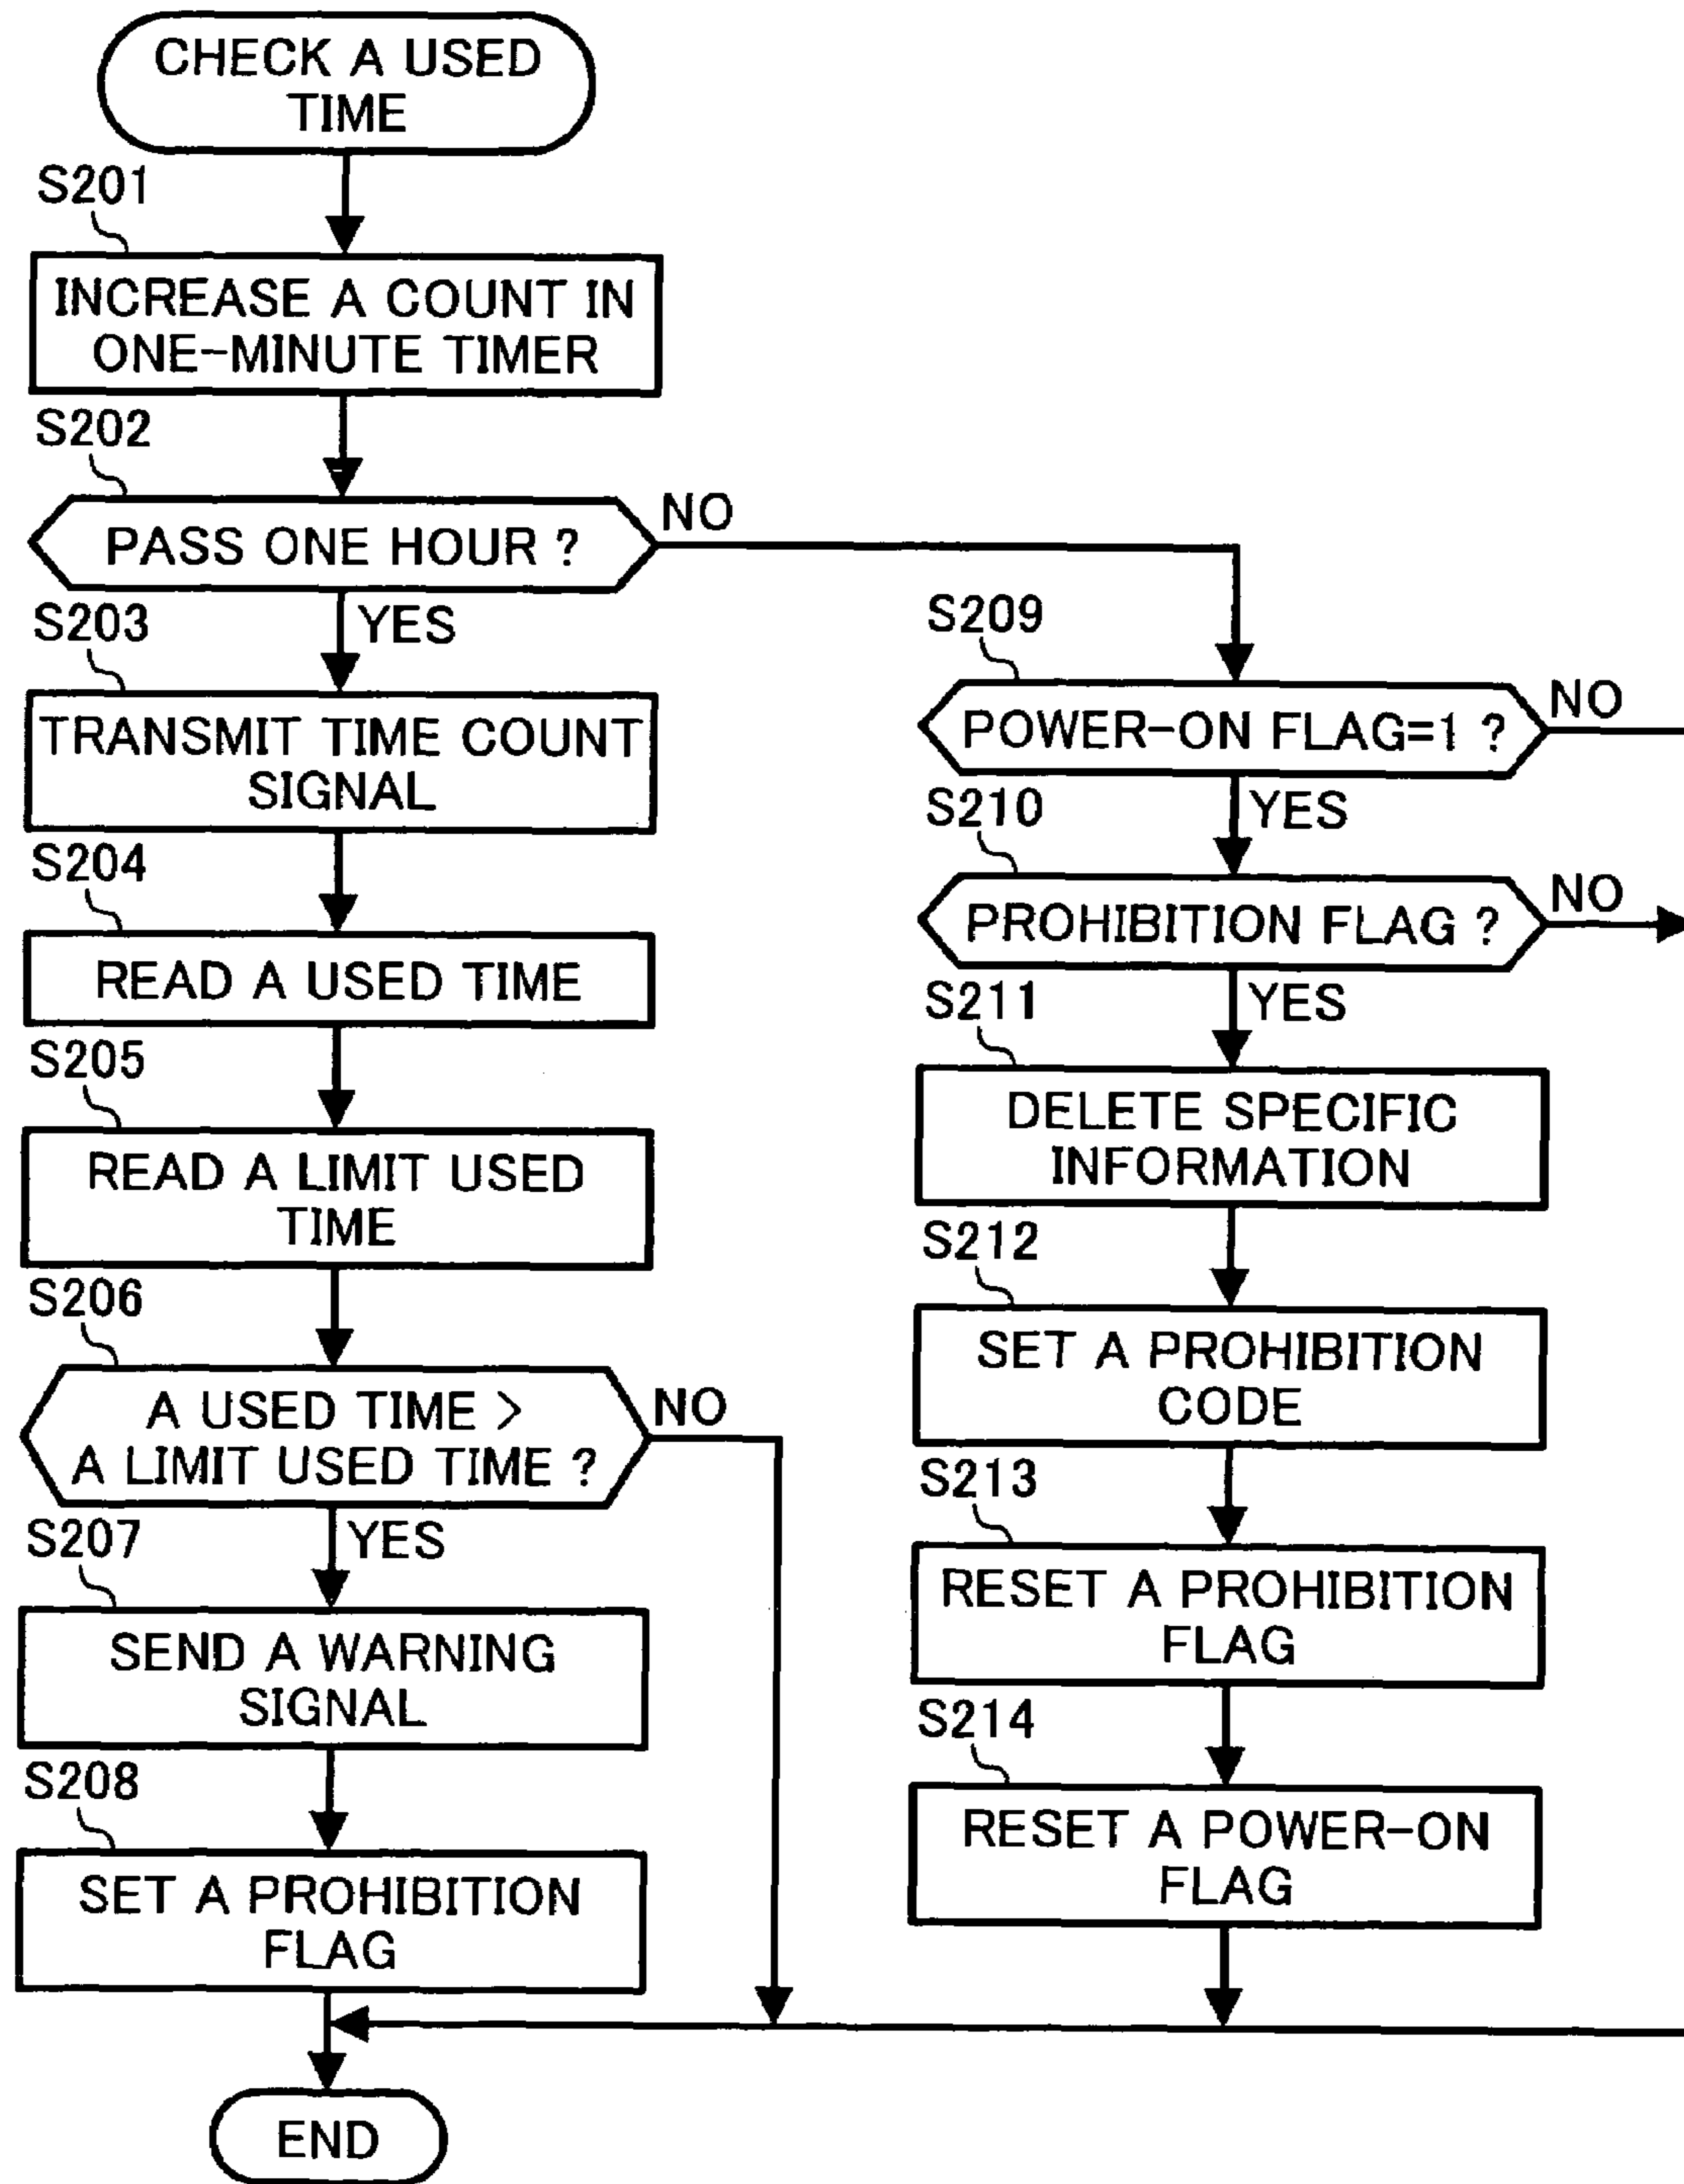 CHECK A USED
TIME
S201
INCREASE A COUNT IN
ONE-MINUTE TIMER
S202
PASS ONE HOUR ?
NO
YES
S203
TRANSMIT TIME COUNT
SIGNAL
S204
READ A USED TIME
S205
READ A LIMIT USED
TIME
S206
A USED TIME >
A LIMIT USED TIME ?
NO
YES
S207
SEND A WARNING
SIGNAL
S208
SET A PROHIBITION
FLAG
END
S209
POWER-ON FLAG=1 ?
NO
YES
S210
PROHIBITION FLAG ?
NO
YES
S211
DELETE SPECIFIC
INFORMATION
S212
SET A PROHIBITION
CODE
S213
RESET A PROHIBITION
FLAG
S214
RESET A POWER-ON
FLAG